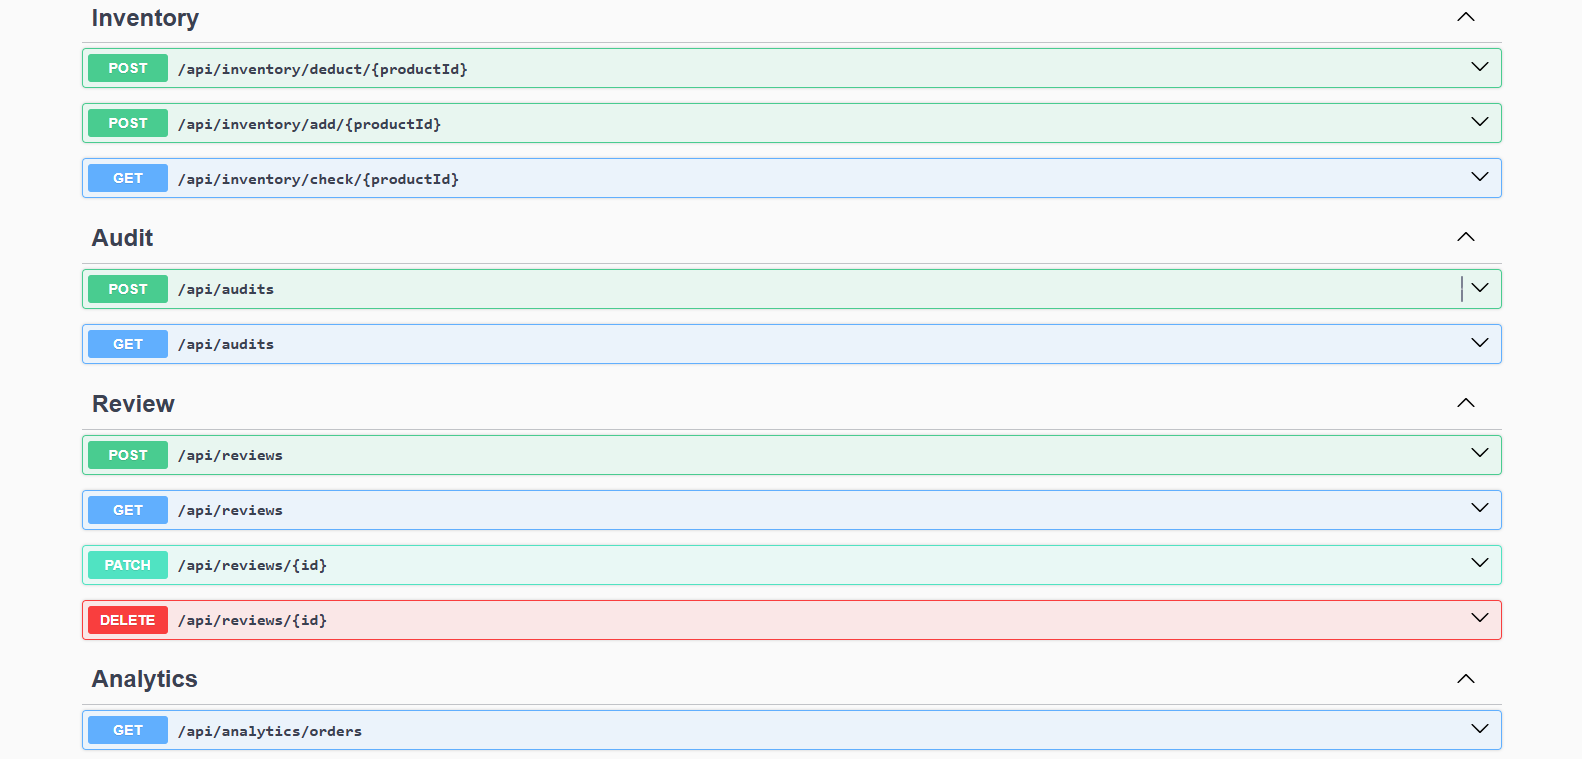 Inventory
POST /api/inventory/deduct/{productId}
POST /api/inventory/add/{productId}
GET /api/inventory/check/{productId}
Audit
POST /api/audits
GET /api/audits
Review
POST /api/reviews
GET /api/reviews
PATCH /api/reviews/{id}
DELETE /api/reviews/{id}
Analytics
GET /api/analytics/orders